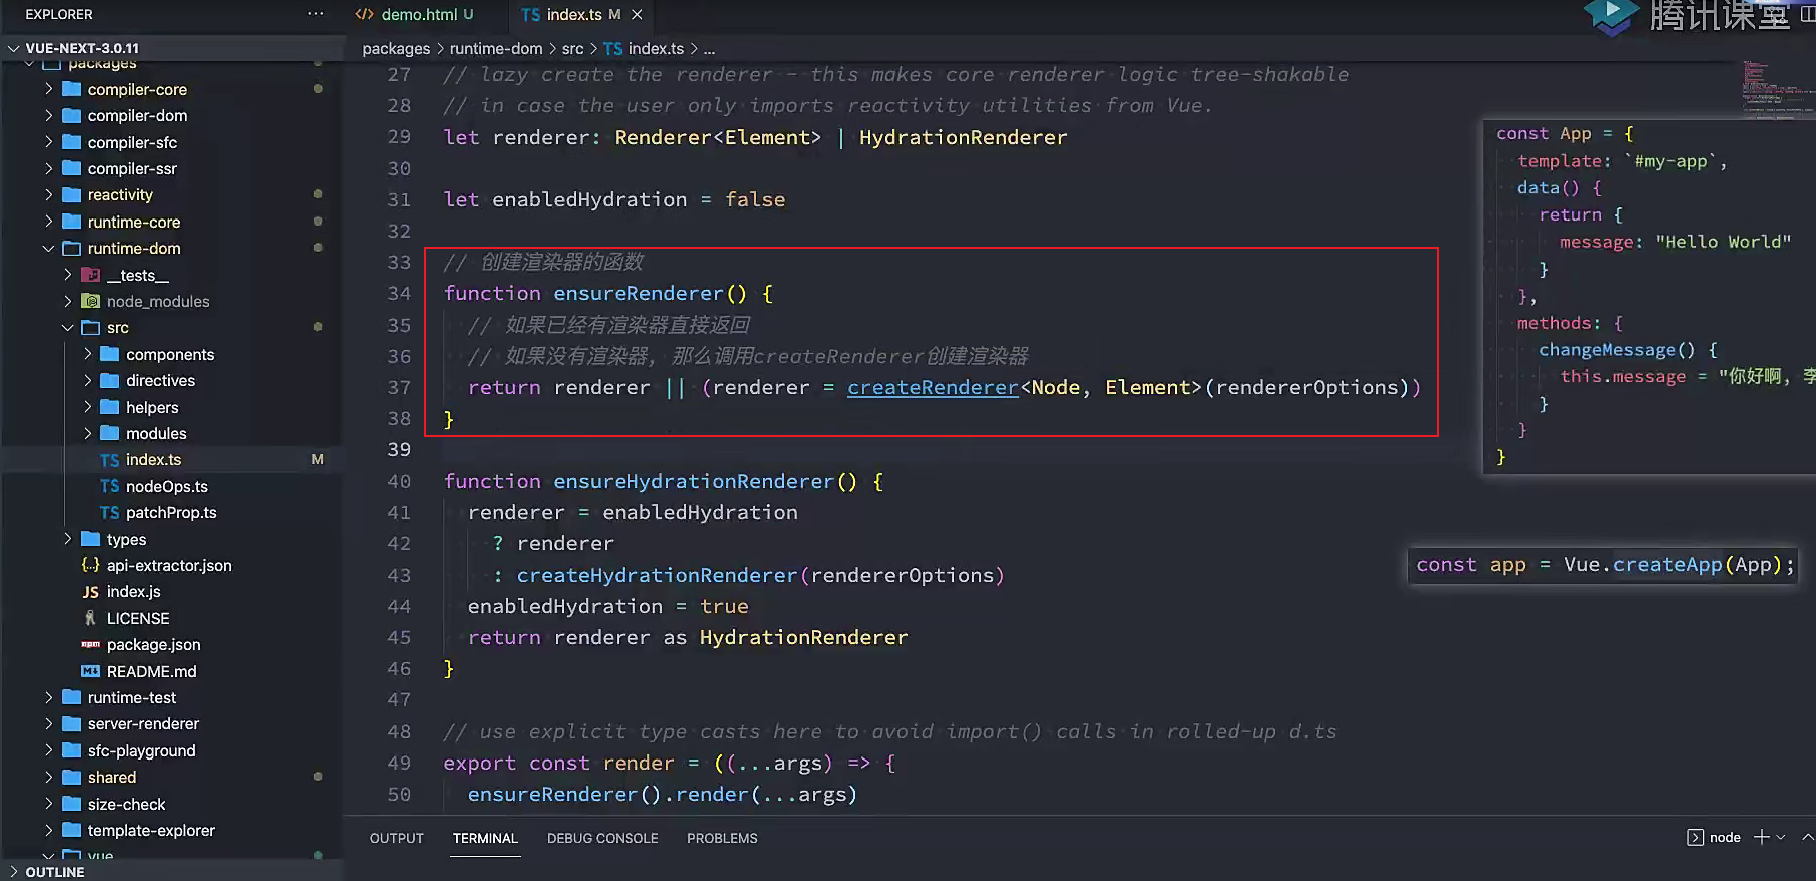 EXPLORER
VUE-NEXT-3.0.11
packages
compiler-core
compiler-dom
compiler-sfc
compiler-ssr
reactivity
runtime-core
runtime-dom
__tests__
node_modules
src
components
directives
helpers
modules
TS index.ts M
TS nodeOps.ts
TS patchProp.ts
types
{..} api-extractor.json
JS index.js
LICENSE
npm package.json
README.md
runtime-test
server-renderer
sfc-playground
shared
size-check
template-explorer
vue
OUTLINE
demo.html U
TS index.ts M
腾讯课堂
packages > runtime-dom > src > TS index.ts > ...
27 // lazy create the renderer - this makes core renderer logic tree-shakable
28 // in case the user only imports reactivity utilities from Vue.
29 let renderer: Renderer<Element> | HydrationRenderer
30
31 let enabledHydration = false
32
33 // 创建渲染器的函数
34 function ensureRenderer() {
35 // 如果已经有渲染器直接返回
36 // 如果没有渲染器, 那么调用createRenderer创建渲染器
37 return renderer || (renderer = createRenderer<Node, Element>(rendererOptions))
38 }
39
40 function ensureHydrationRenderer() {
41 renderer = enabledHydration
42 ? renderer
43 : createHydrationRenderer(rendererOptions)
44 enabledHydration = true
45 return renderer as HydrationRenderer
46 }
47
48 // use explicit type casts here to avoid import() calls in rolled-up d.ts
49 export const render = ((...args) => {
50 ensureRenderer().render(...args)
const App = {
template: `#my-app`,
data() {
return {
message: "Hello World"
}
},
methods: {
changeMessage() {
this.message = "你好啊, 李
}
}
}
const app = Vue.createApp(App);
OUTPUT
TERMINAL
DEBUG CONSOLE
PROBLEMS
node